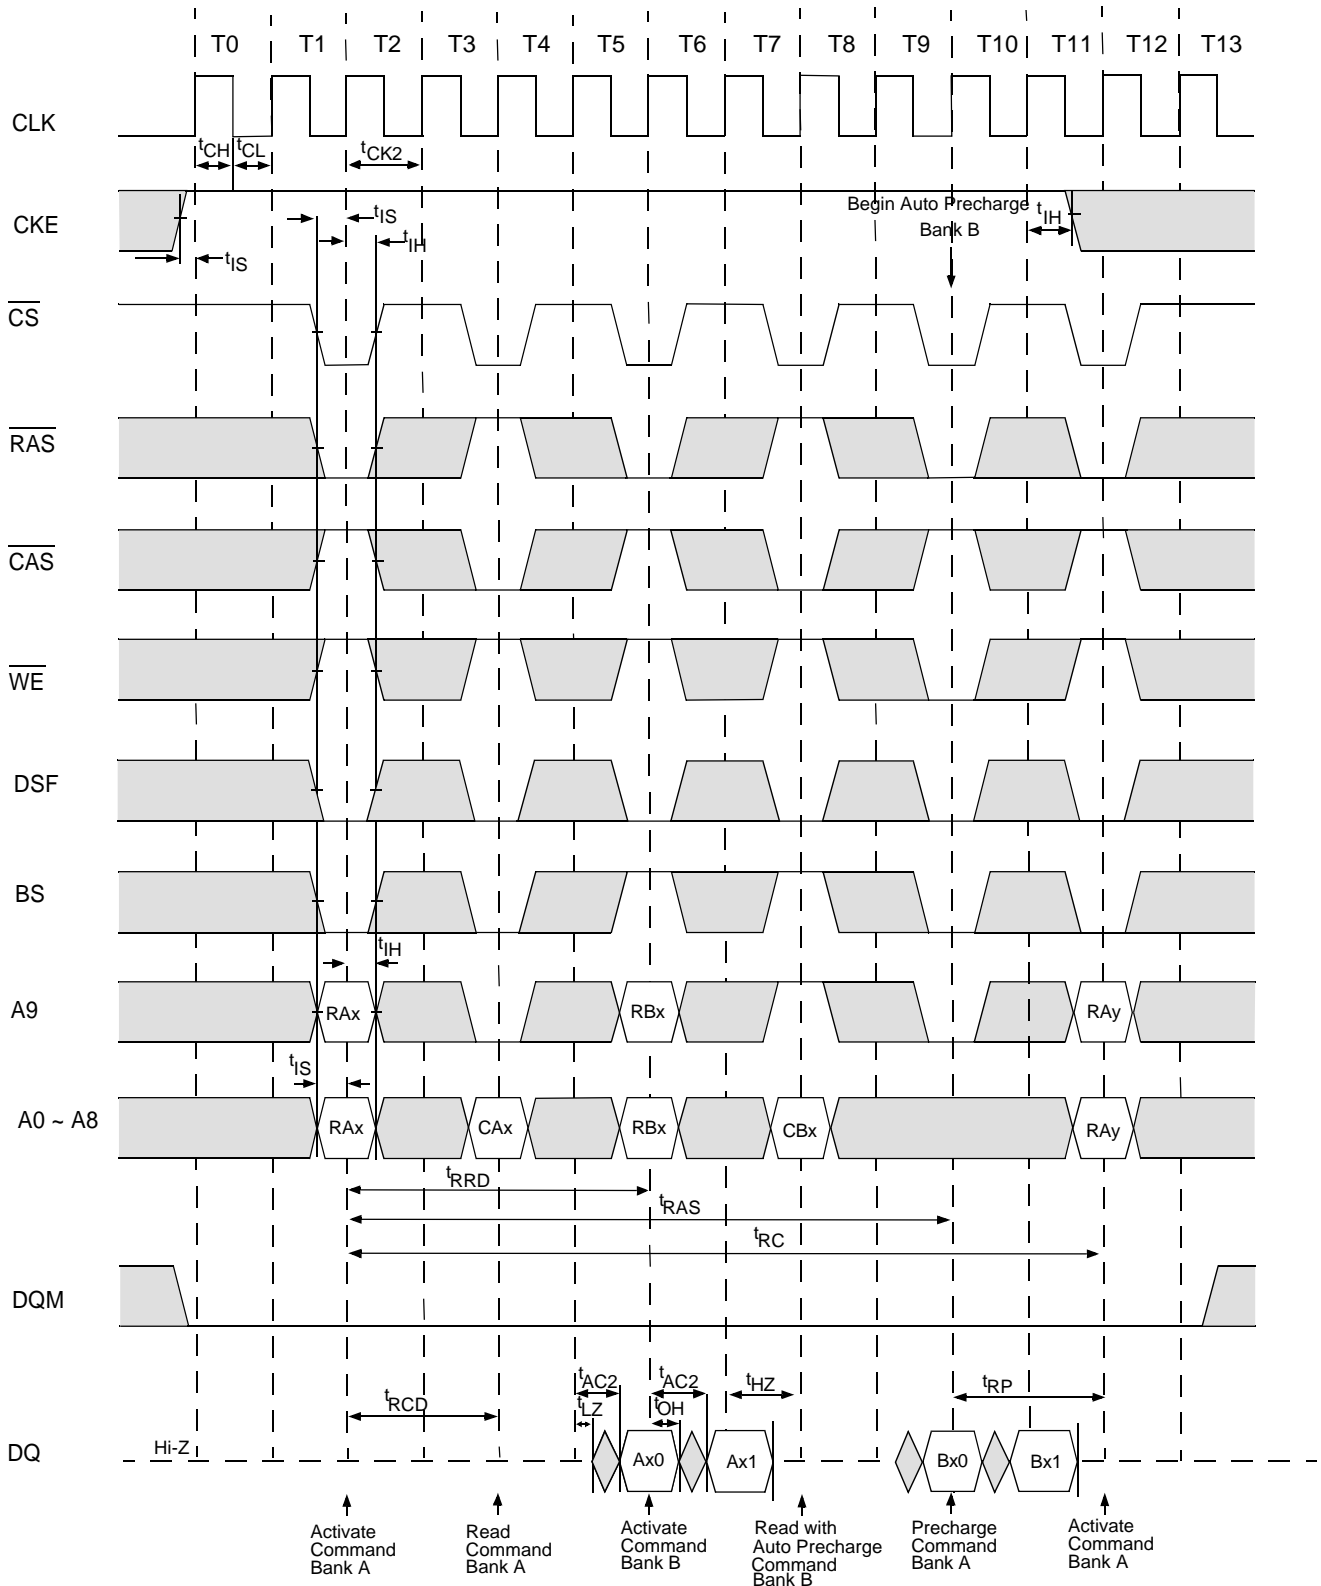 T0 T1 T2 T3 T4 T5 T6 T7 T8 T9 T10 T11 T12 T13
CLK
tCH tCL tCK2
CKE
tIS
tIH
tIS
Begin Auto Precharge
Bank B
tIH
CS
RAS
CAS
WE
DSF
BS
tIH
A9
RAx RBx RAy
tIS
A0 ~ A8
RAx CAx RBx CBx RAy
tRRD
tRAS
tRC
DQM
tRCD
tAC2 tAC2 tHZ tRP
tLZ tOH
DQ
Hi-Z
Ax0 Ax1 Bx0 Bx1
Activate
Command
Bank A
Read
Command
Bank A
Activate
Command
Bank B
Read with
Auto Precharge
Command
Bank B
Precharge
Command
Bank A
Activate
Command
Bank A